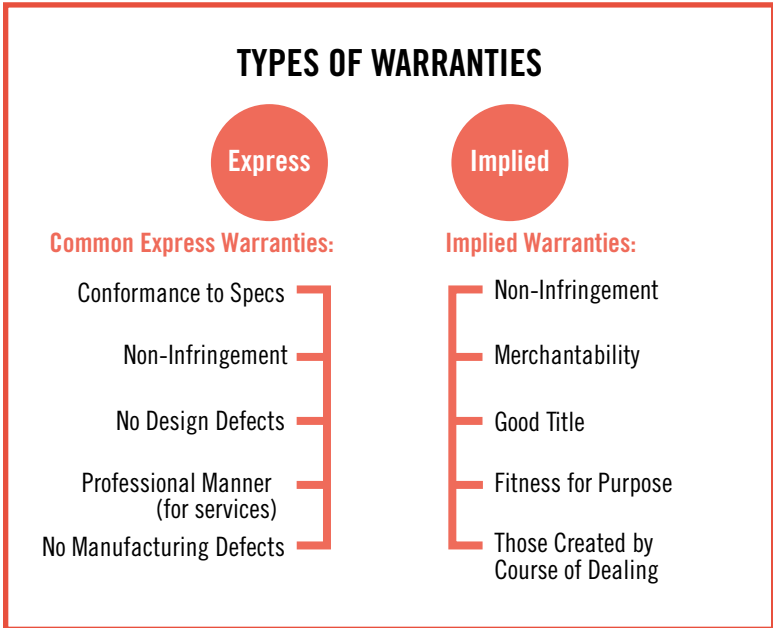 TYPES OF WARRANTIES
Express
Implied
Common Express Warranties:
Conformance to Specs
Non-Infringement
No Design Defects
Professional Manner
(for services)
No Manufacturing Defects
Implied Warranties:
Non-Infringement
Merchantability
Good Title
Fitness for Purpose
Those Created by
Course of Dealing